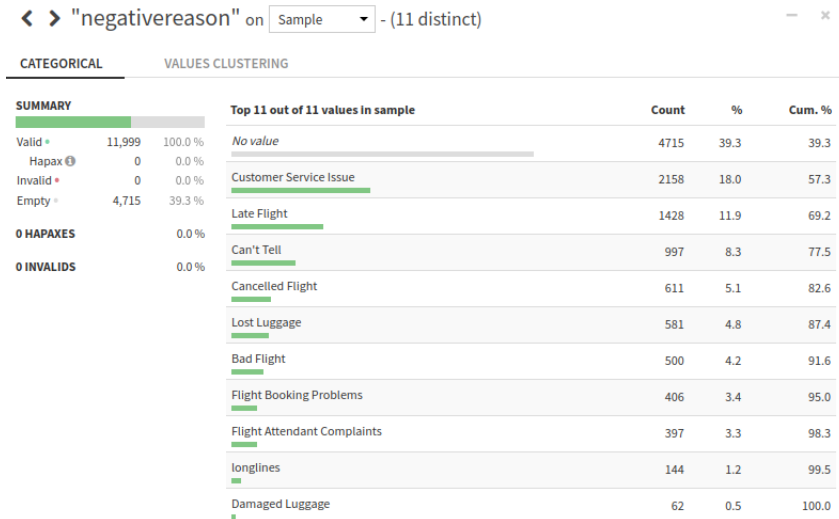 "negativereason" on Sample - (11 distinct)
CATEGORICAL VALUES CLUSTERING
SUMMARY
Valid 11,999 100.0 %
Hapax 0 0.0 %
Invalid 0 0.0 %
Empty 4,715 39.3 %
0 HAPAXES 0.0 %
0 INVALIDS 0.0 %
Top 11 out of 11 values in sample Count % Cum. %
No value 4715 39.3 39.3
Customer Service Issue 2158 18.0 57.3
Late Flight 1428 11.9 69.2
Can't Tell 997 8.3 77.5
Cancelled Flight 611 5.1 82.6
Lost Luggage 581 4.8 87.4
Bad Flight 500 4.2 91.6
Flight Booking Problems 406 3.4 95.0
Flight Attendant Complaints 397 3.3 98.3
longlines 144 1.2 99.5
Damaged Luggage 62 0.5 100.0